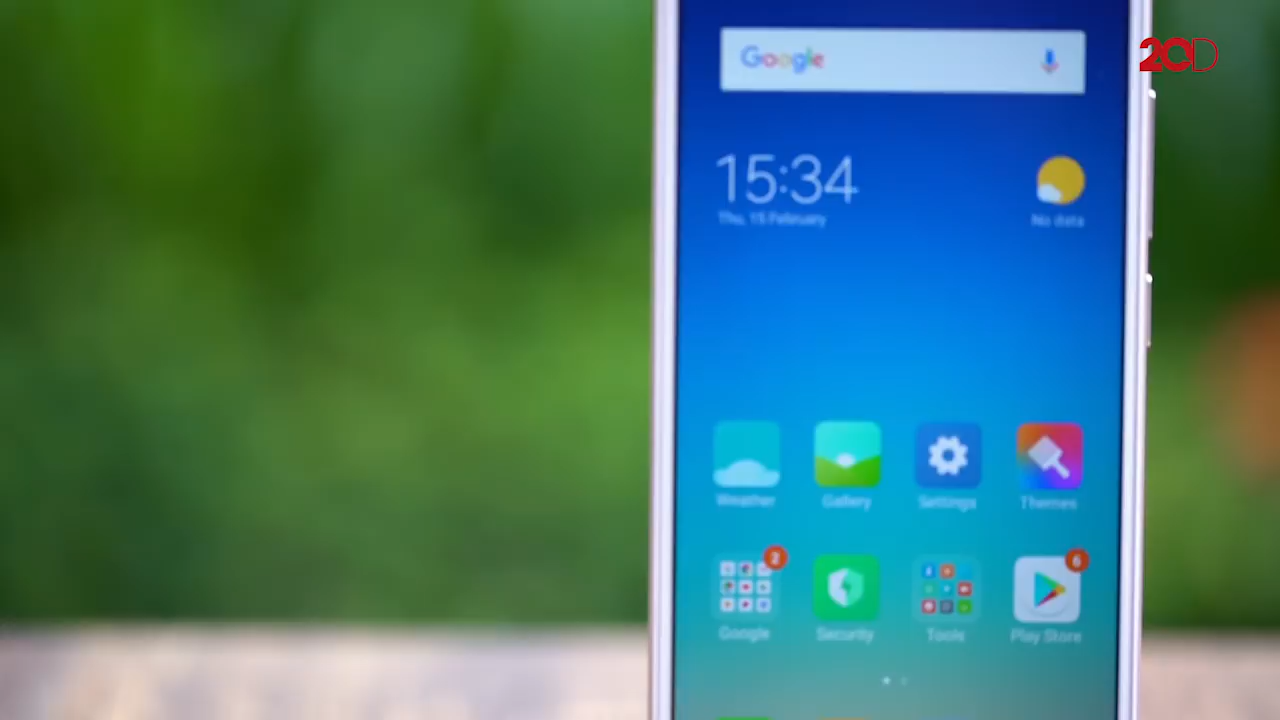 Google
20D
15:34
Thu, 15 February
No data
Weather
Gallery
Settings
Themes
2
6
Google
Security
Tools
Play Store